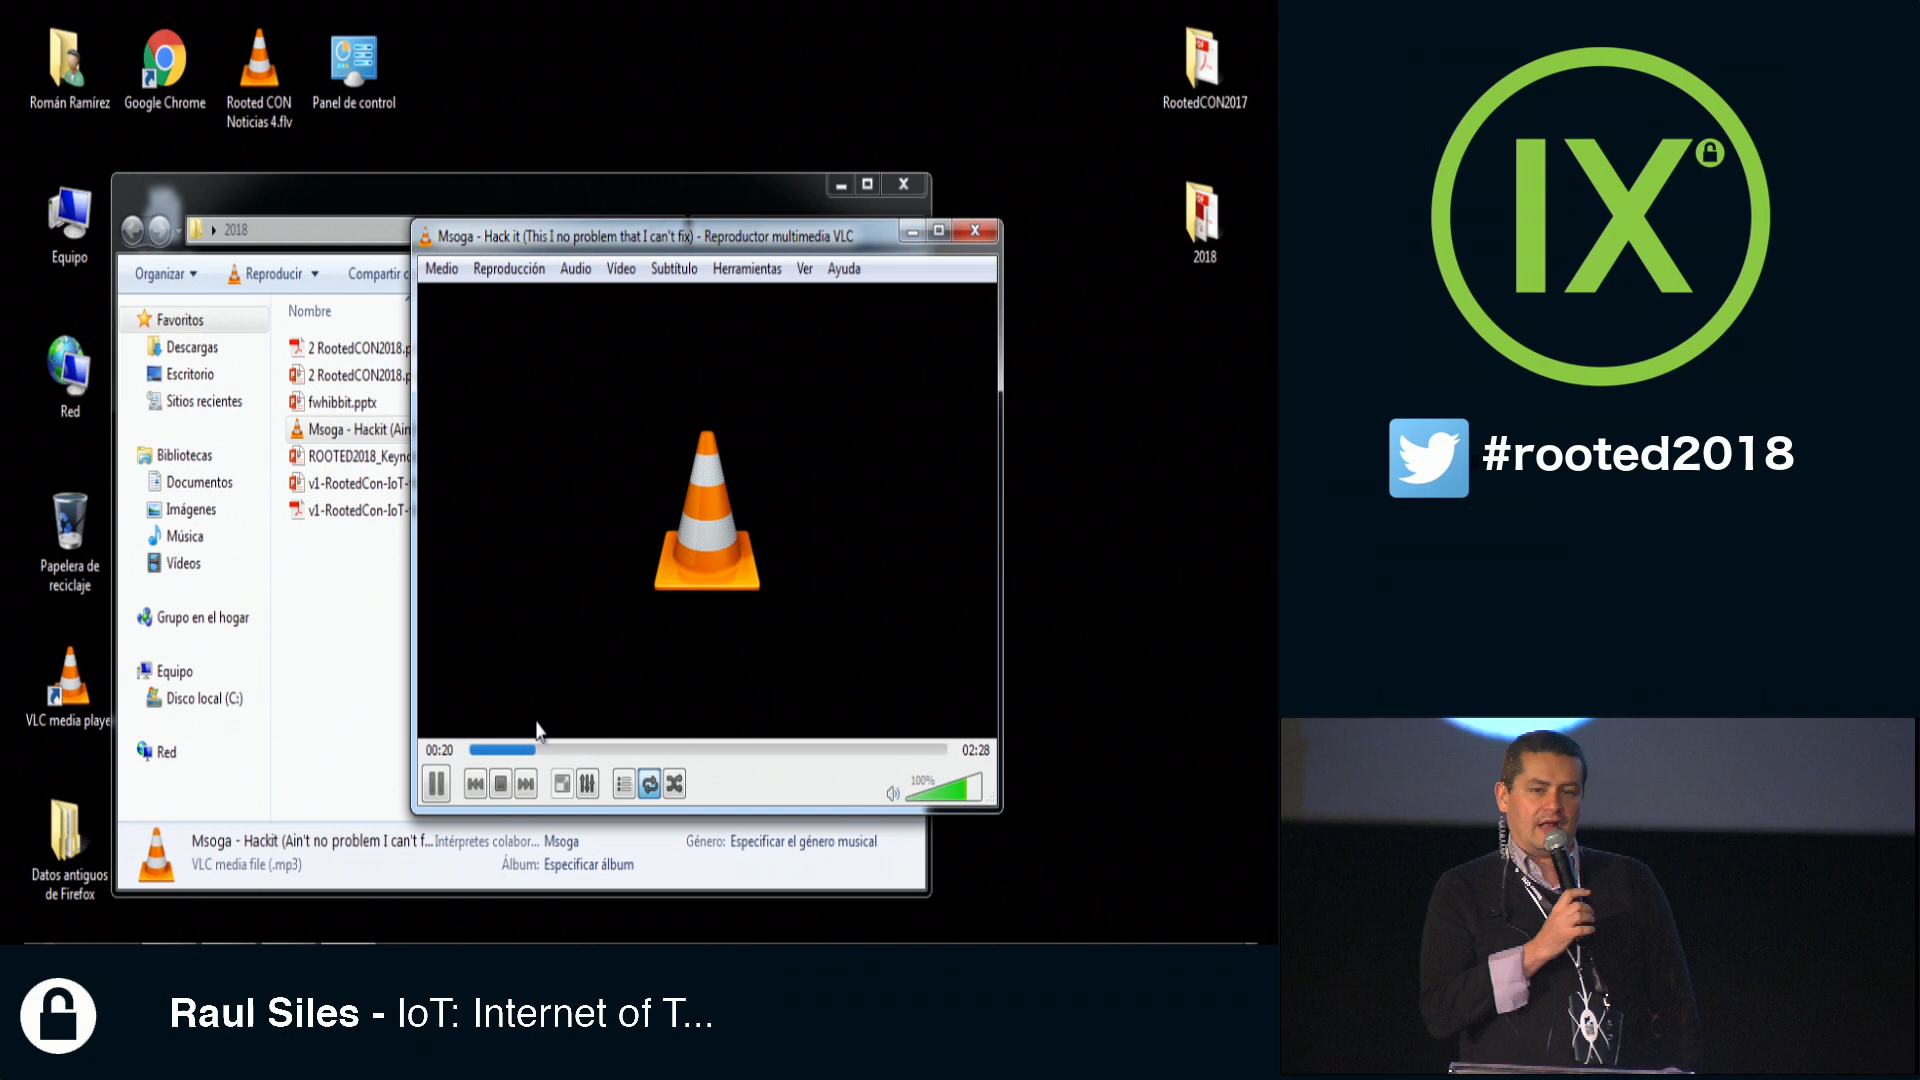 Román Ramírez
Google Chrome
Rooted CON
Noticias 4.flv
Panel de control
RootedCON2017
2018
Equipo
Red
Papelera de
reciclaje
VLC media playe
Datos antiguos
de Firefox
2018
Organizar
Reproducir
Compartir c
Favoritos
Descargas
Escritorio
Sitios recientes
Bibliotecas
Documentos
Imágenes
Música
Vídeos
Grupo en el hogar
Equipo
Disco local (C:)
Red
Nombre
2 RootedCON2018.p
2 RootedCON2018.p
fwhibbit.pptx
Msoga - Hackit (Ain
ROOTED2018_Keyno
v1-RootedCon-IoT-
v1-RootedCon-IoT-
Msoga - Hack it (This I no problem that I can't fix) - Reproductor multimedia VLC
Medio Reproducción Audio Vídeo Subtítulo Herramientas Ver Ayuda
00:20
02:28
100%
Msoga - Hackit (Ain't no problem I can't f... Intérpretes colabor... Msoga Género: Especificar el género musical
VLC media file (.mp3) Álbum: Especificar álbum
IX
#rooted2018
Raul Siles - IoT: Internet of T...